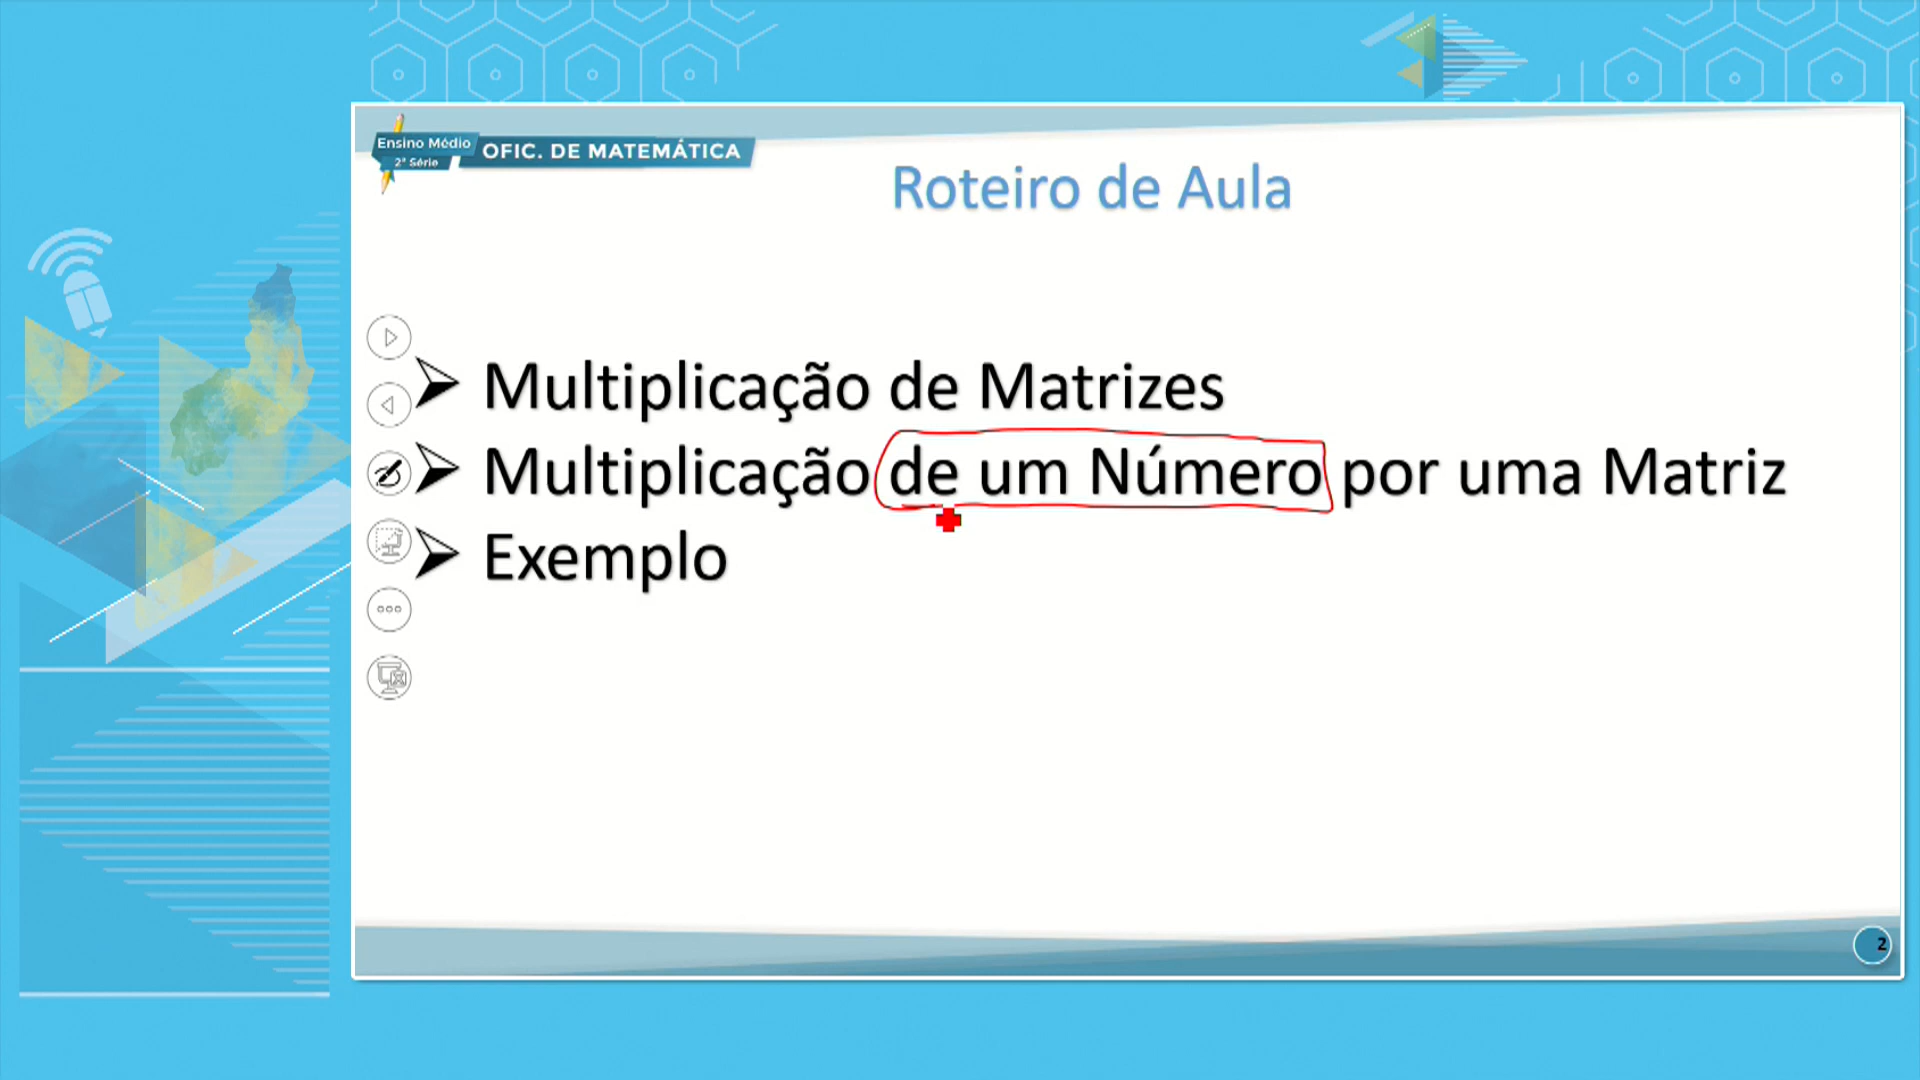 Ensino Médio
2ª Série
OFIC. DE MATEMÁTICA
Roteiro de Aula
Multiplicação de Matrizes
Multiplicação de um Número por uma Matriz
Exemplo
2